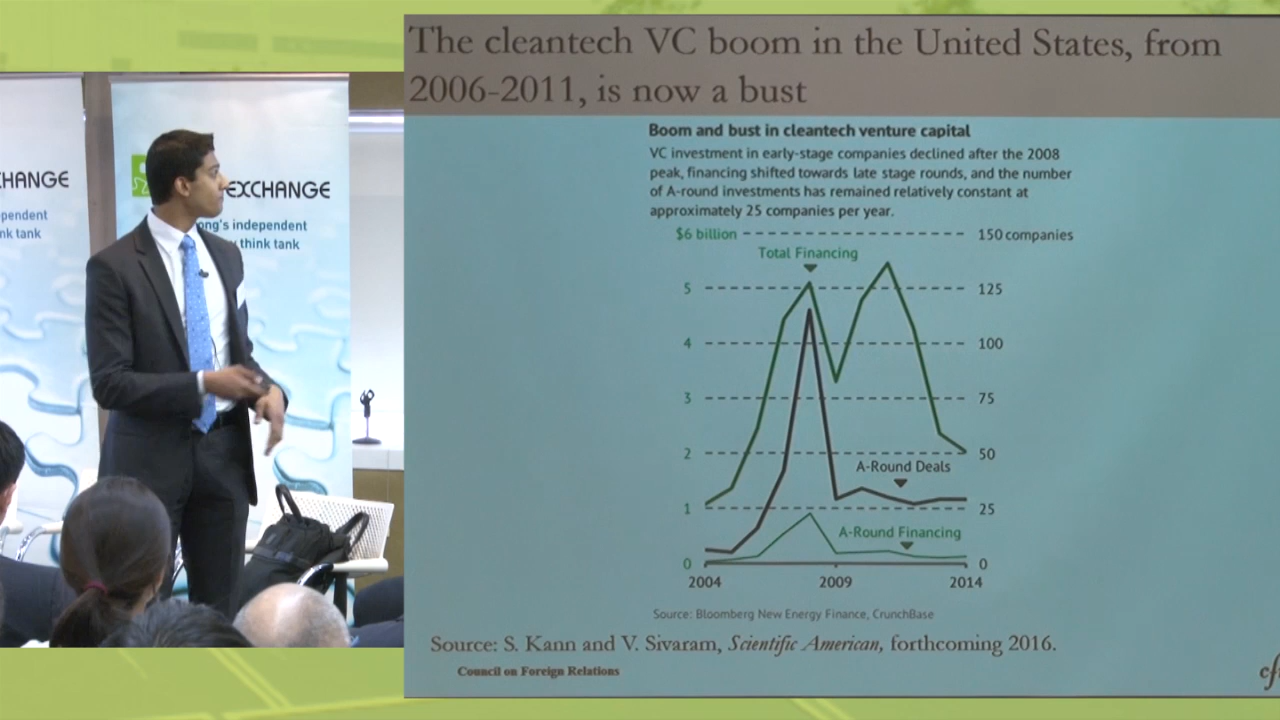 The cleantech VC boom in the United States, from
2006-2011, is now a bust
Boom and bust in cleantech venture capital
VC investment in early-stage companies declined after the 2008
peak, financing shifted towards late stage rounds, and the number
of A-round investments has remained relatively constant at
approximately 25 companies per year.
$6 billion
150 companies
Total Financing
5
125
4
100
3
75
2
50
A-Round Deals
1
25
A-Round Financing
0
0
2004
2009
2014
Source: Bloomberg New Energy Finance, CrunchBase
Source: S. Kann and V. Sivaram, Scientific American, forthcoming 2016.
Council on Foreign Relations
EXCHANGE
independent
think tank